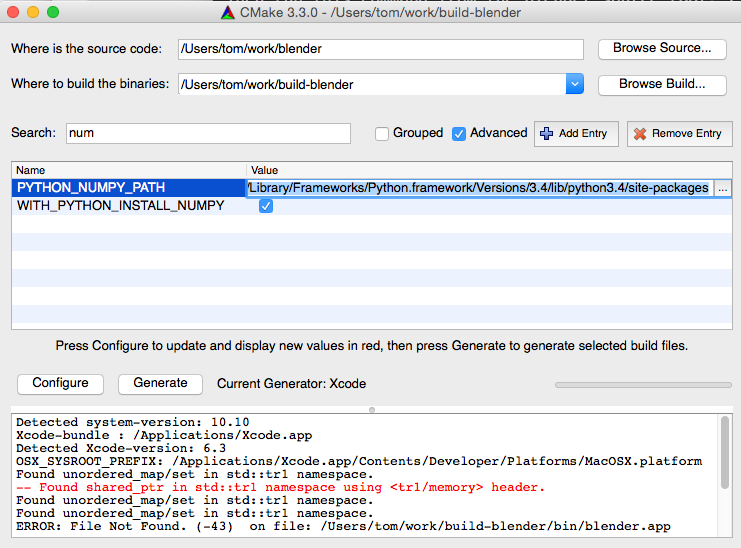 CMake 3.3.0 - /Users/tom/work/build-blender
Where is the source code: /Users/tom/work/blender Browse Source...
Where to build the binaries: /Users/tom/work/build-blender Browse Build...
Search: num Grouped Advanced Add Entry Remove Entry
Name Value
PYTHON_NUMPY_PATH /Library/Frameworks/Python.framework/Versions/3.4/lib/python3.4/site-packages ...
WITH_PYTHON_INSTALL_NUMPY
Press Configure to update and display new values in red, then press Generate to generate selected build files.
Configure Generate Current Generator: Xcode
Detected system-version: 10.10
Xcode-bundle : /Applications/Xcode.app
Detected Xcode-version: 6.3
OSX_SYSROOT_PREFIX: /Applications/Xcode.app/Contents/Developer/Platforms/MacOSX.platform
Found unordered_map/set in std::tr1 namespace.
-- Found shared_ptr in std::tr1 namespace using <tr1/memory> header.
Found unordered_map/set in std::tr1 namespace.
Found unordered_map/set in std::tr1 namespace.
ERROR: File Not Found. (-43)  on file: /Users/tom/work/build-blender/bin/blender.app